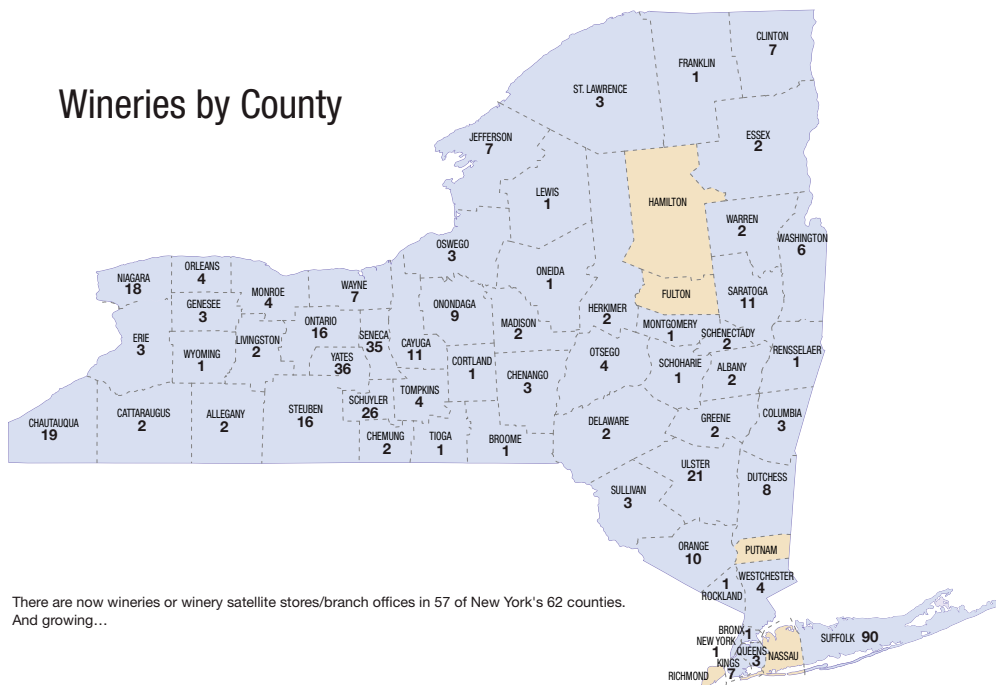 Wineries by County
CLINTON
7
FRANKLIN
1
ST. LAWRENCE
3
ESSEX
2
JEFFERSON
7
LEWIS
1
HAMILTON
WARREN
2
WASHINGTON
6
OSWEGO
3
ONEIDA
1
HERKIMER
2
FULTON
SARATOGA
11
NIAGARA
18
ORLEANS
4
MONROE
4
WAYNE
7
GENESEE
3
ONTARIO
16
SENECA
35
CAYUGA
11
ONONDAGA
9
MADISON
2
MONTGOMERY
1
SCHENECTADY
2
ERIE
3
WYOMING
1
LIVINGSTON
2
YATES
36
CORTLAND
1
CHENANGO
3
OTSEGO
4
SCHOHARIE
1
ALBANY
2
RENSSELAER
1
CHAUTAUQUA
19
CATTARAUGUS
2
ALLEGANY
2
STEUBEN
16
SCHUYLER
26
TOMPKINS
4
CHEMUNG
2
TIOGA
1
BROOME
1
DELAWARE
2
GREENE
2
COLUMBIA
3
ULSTER
21
DUTCHESS
8
SULLIVAN
3
ORANGE
10
PUTNAM
1
ROCKLAND
WESTCHESTER
4
There are now wineries or winery satellite stores/branch offices in 57 of New York's 62 counties.
And growing…
BRONX 1
NEW YORK
1
QUEENS
3
KINGS
7
NASSAU
SUFFOLK 90
RICHMOND